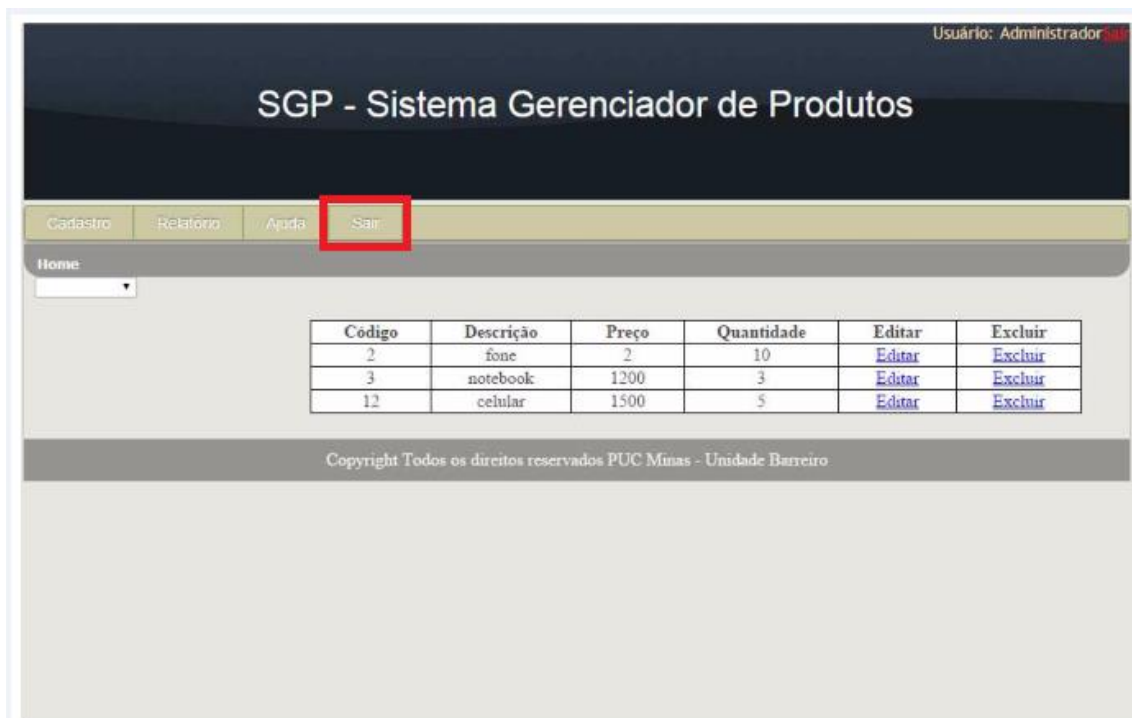 Usuário: AdministradorSair
SGP - Sistema Gerenciador de Produtos
Cadastro Relatório Ajuda Sair
Home
Código Descrição Preço Quantidade Editar Excluir
2 fone 2 10 Editar Excluir
3 notebook 1200 3 Editar Excluir
12 celular 1500 5 Editar Excluir
Copyright Todos os direitos reservados PUC Minas - Unidade Barreiro